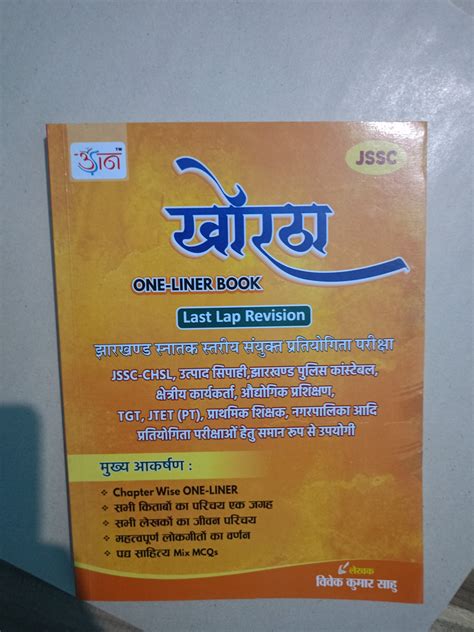 उड़ान TM
JSSC
खोॅरठा
ONE-LINER BOOK
Last Lap Revision
झारखण्ड स्नातक स्तरीय संयुक्त प्रतियोगिता परीक्षा
JSSC-CHSL, उत्पाद सिपाही,झारखण्ड पुलिस कांस्टेबल,
क्षेत्रीय कार्यकर्ता, औद्योगिक प्रशिक्षण,
TGT, JTET (PT), प्राथमिक शिक्षक, नगरपालिका आदि
प्रतियोगिता परीक्षाओं हेतु समान रूप से उपयोगी
मुख्य आकर्षण :
Chapter Wise ONE-LINER
सभी किताबों का परिचय एक जगह
सभी लेखकों का जीवन परिचय
महत्वपूर्ण लोकगीतों का वर्णन
पद्य साहित्य Mix MCQs
लेखक
विवेक कुमार साहु